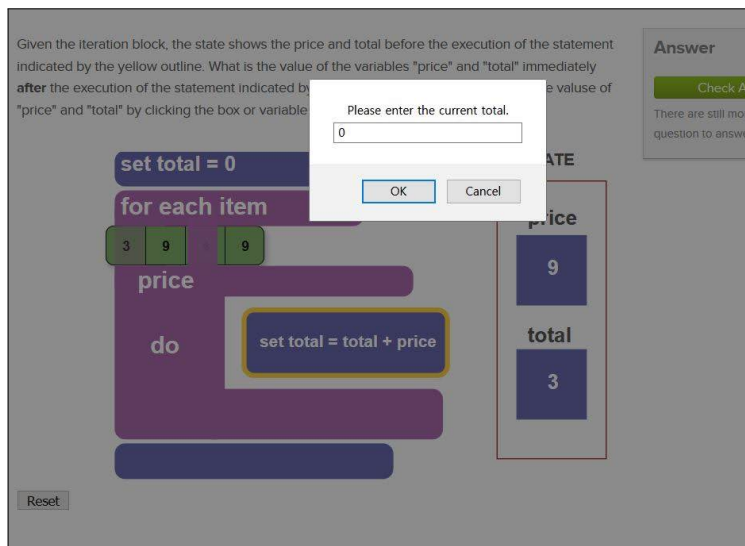 Given the iteration block, the state shows the price and total before the execution of the statement
indicated by the yellow outline. What is the value of the variables "price" and "total" immediately
after the execution of the statement indicated by
e valuse of
"price" and "total" by clicking the box or variable
Please enter the current total.
0
OK Cancel
Answer
Check A
There are still mo
question to answe
set total = 0
for each item
3 9 9
price
do
set total = total + price
ATE
price
9
total
3
Reset